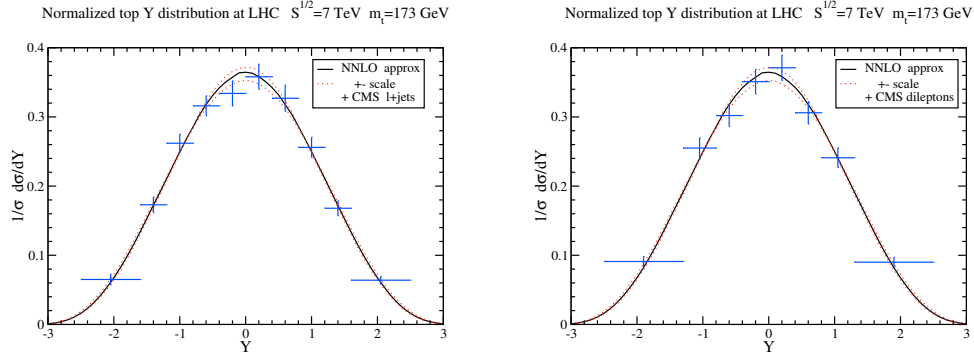 Normalized top Y distribution at LHC S^1/2=7 TeV m_t=173 GeV
0.4
0.3
0.2
0.1
0
1/σ dσ/dY
NNLO approx
+- scale
+ CMS l+jets
-3 -2 -1 0 1 2 3
Y
Normalized top Y distribution at LHC S^1/2=7 TeV m_t=173 GeV
0.4
0.3
0.2
0.1
0
1/σ dσ/dY
NNLO approx
+- scale
+ CMS dileptons
-3 -2 -1 0 1 2 3
Y